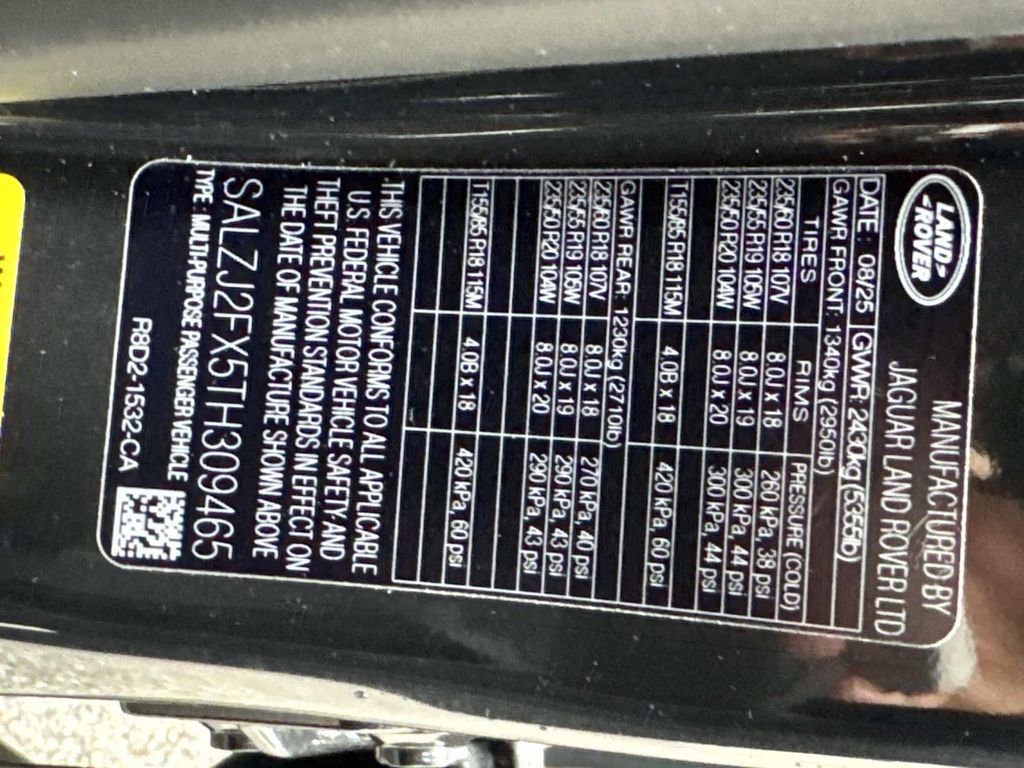 LAND ROVER
MANUFACTURED BY
JAGUAR LAND ROVER LTD
DATE : 08/25 GVWR: 2430kg (5355lb)
GAWR FRONT: 1340kg (2950lb)
TIRES RIMS PRESSURE (COLD)
235/60 R18 107V 8.0J x 18 260 kPa, 38 psi
235/55 R19 105W 8.0J x 19 300 kPa, 44 psi
235/50 R20 104W 8.0J x 20 300 kPa, 44 psi
T155/85 R18 115M 4.0B x 18 420 kPa, 60 psi
GAWR REAR: 1230kg (2710lb)
235/60 R18 107V 8.0J x 18 270 kPa, 40 psi
235/55 R19 105W 8.0J x 19 290 kPa, 43 psi
235/50 R20 104W 8.0J x 20 290 kPa, 43 psi
T155/85 R18 115M 4.0B x 18 420 kPa, 60 psi
THIS VEHICLE CONFORMS TO ALL APPLICABLE
U.S. FEDERAL MOTOR VEHICLE SAFETY AND
THEFT PREVENTION STANDARDS IN EFFECT ON
THE DATE OF MANUFACTURE SHOWN ABOVE
SALZJ2FX5TH309465
TYPE: MULTI-PURPOSE PASSENGER VEHICLE
R8D2-1532-CA